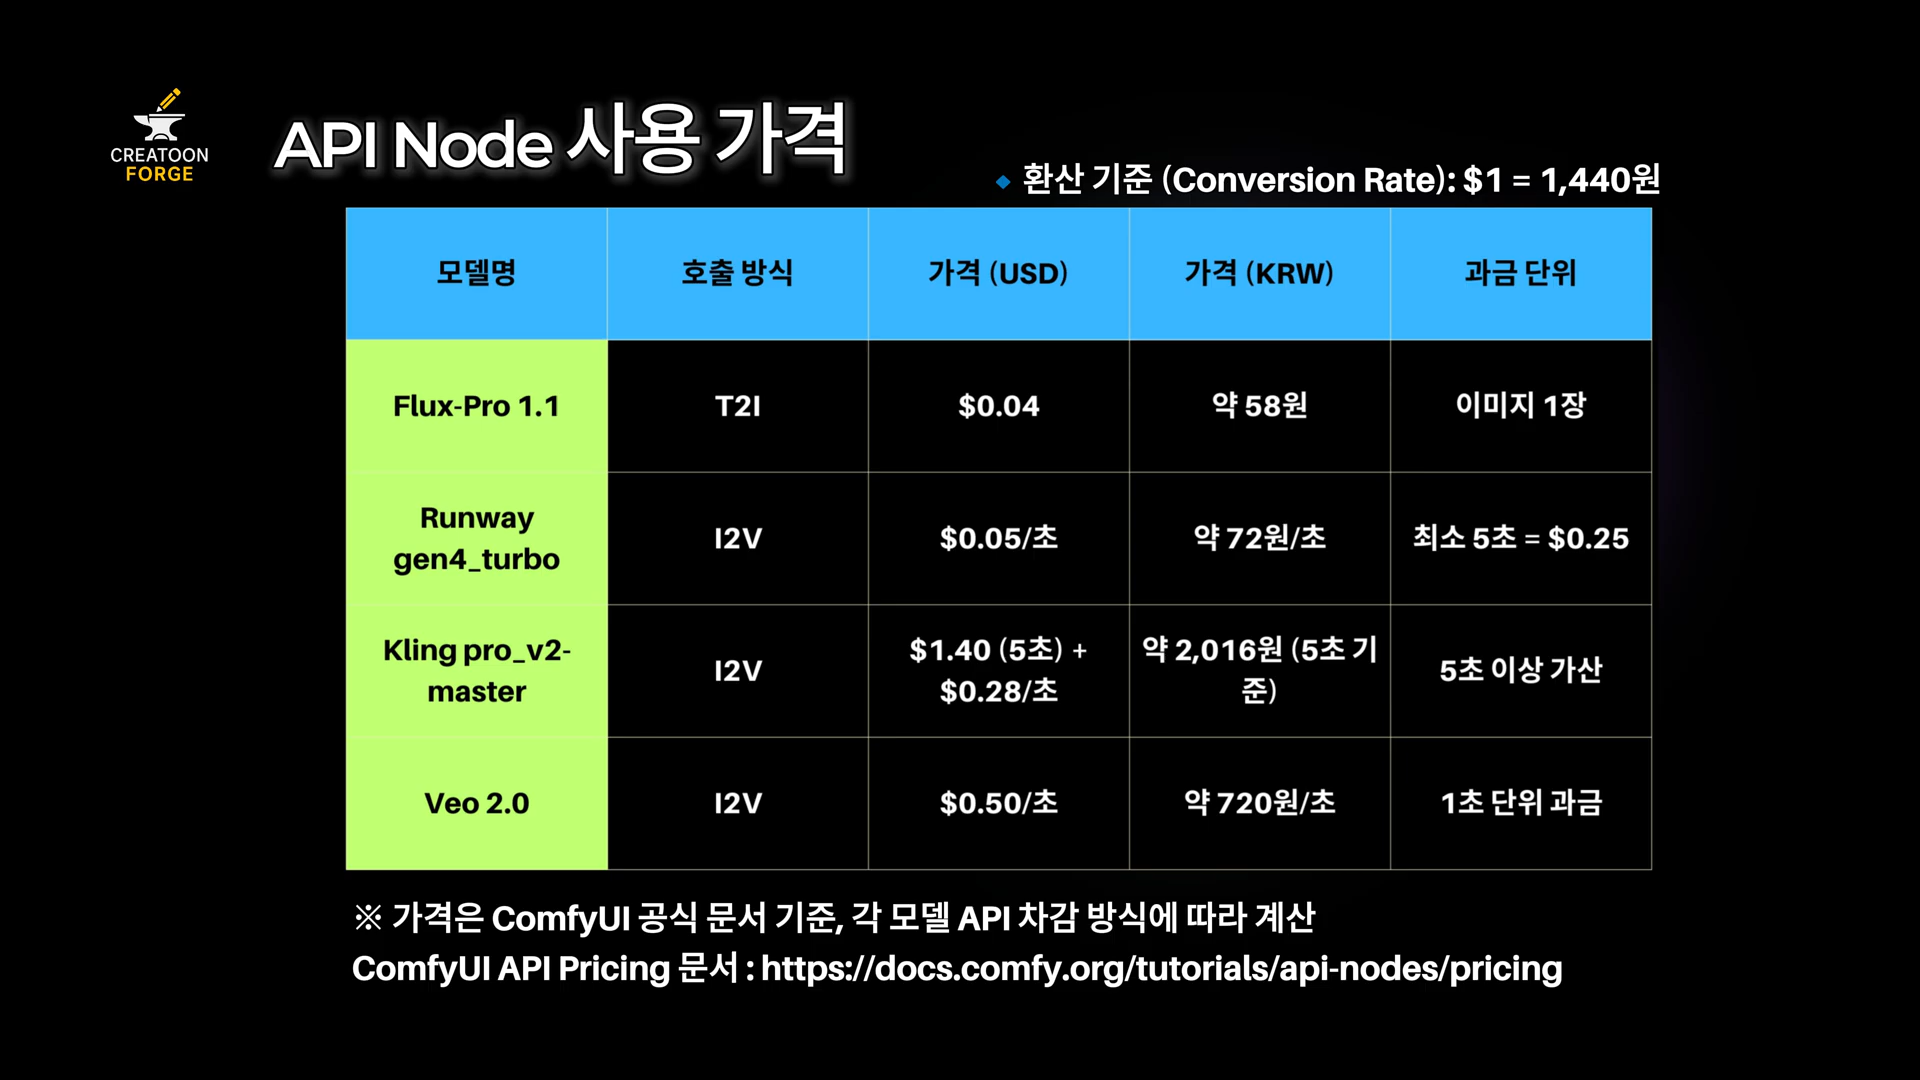 CREATOON
FORGE
API Node 사용 가격
환산 기준 (Conversion Rate): $1 = 1,440원
모델명 호출 방식 가격 (USD) 가격 (KRW) 과금 단위
Flux-Pro 1.1 T2I $0.04 약 58원 이미지 1장
Runway
gen4_turbo
I2V $0.05/초 약 72원/초 최소 5초 = $0.25
Kling pro_v2-
master
I2V
$1.40 (5초) +
$0.28/초
약 2,016원 (5초 기
준)
5초 이상 가산
Veo 2.0 I2V $0.50/초 약 720원/초 1초 단위 과금
※ 가격은 ComfyUI 공식 문서 기준, 각 모델 API 차감 방식에 따라 계산
ComfyUI API Pricing 문서 : https://docs.comfy.org/tutorials/api-nodes/pricing